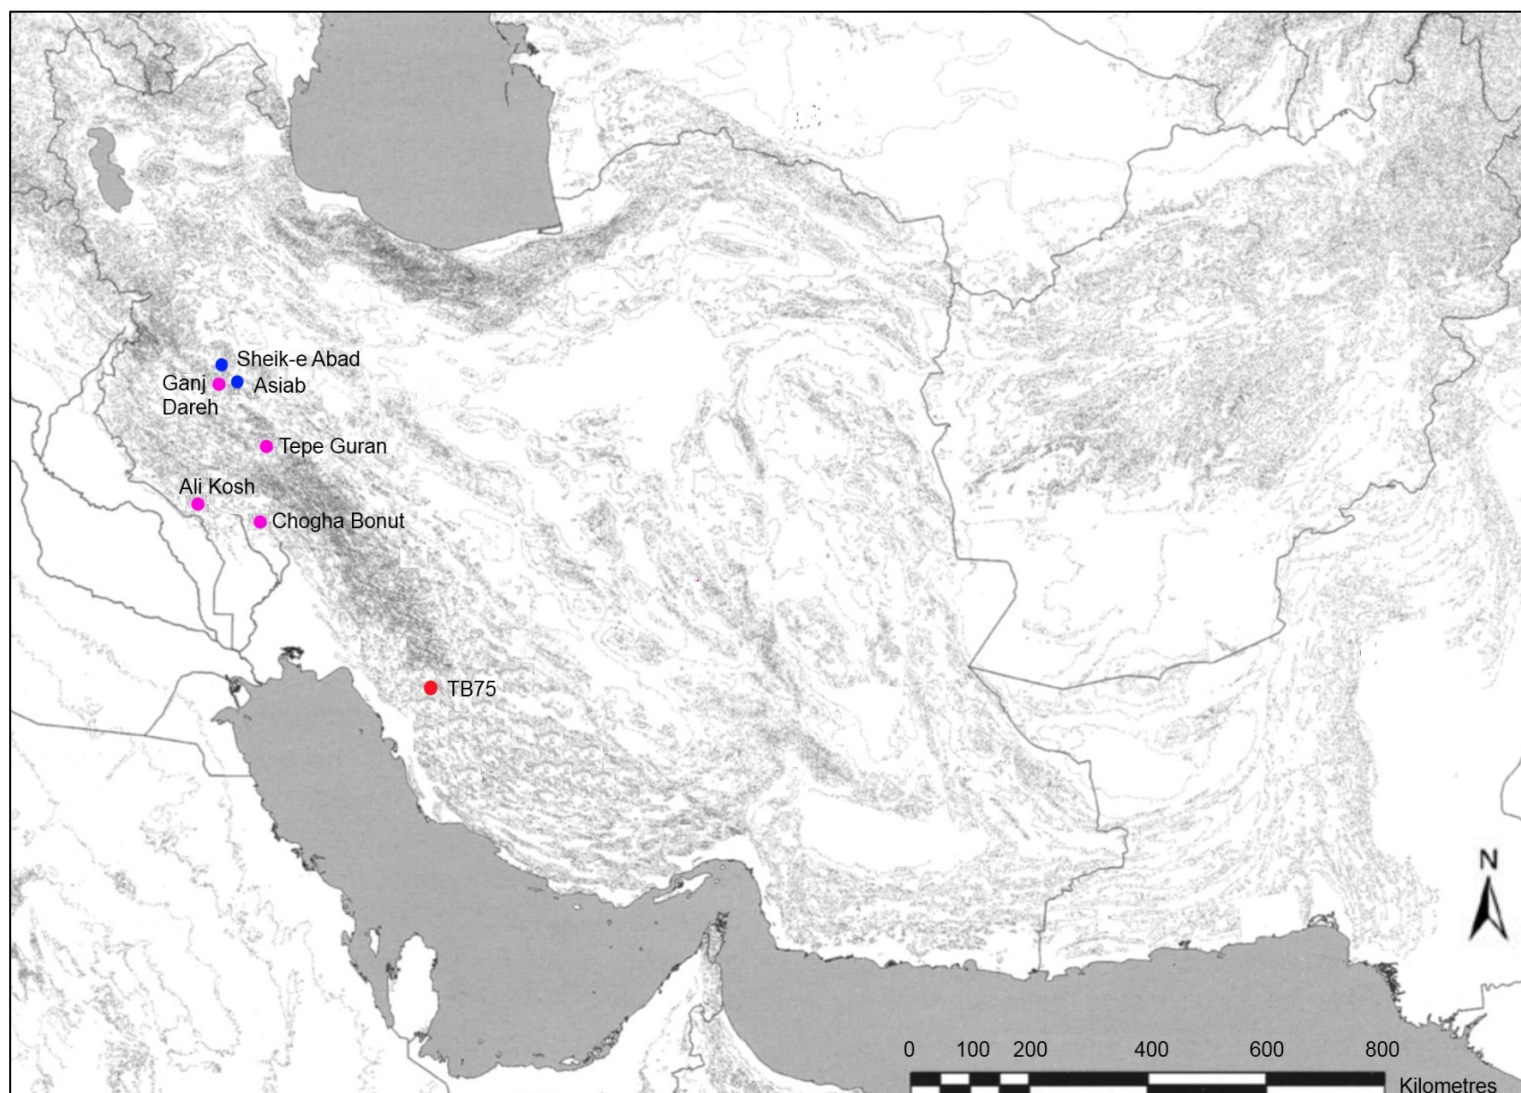 Sheik-e Abad
Ganj
Dareh
Asiab
Tepe Guran
Ali Kosh
Chogha Bonut
TB75
N
0 100 200 400 600 800
Kilometres